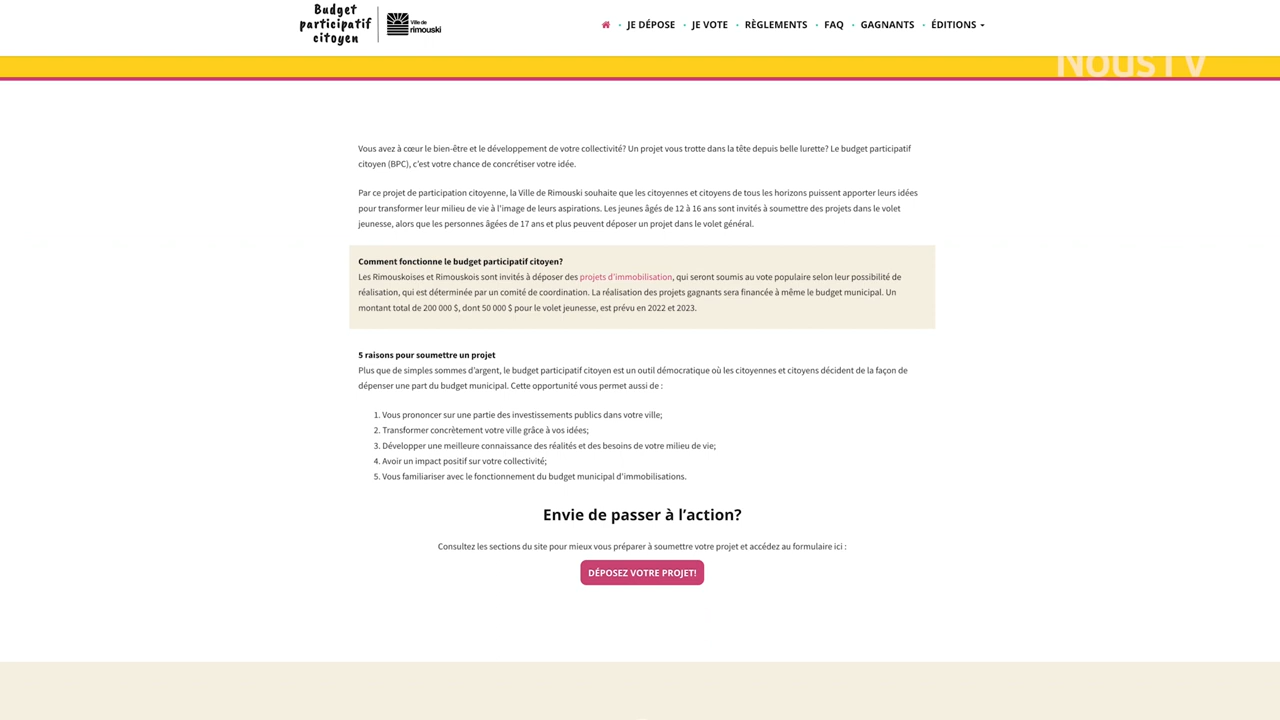 Budget
participatif
citoyen
Ville de
rimouski
JE DÉPOSE
JE VOTE
RÈGLEMENTS
FAQ
GAGNANTS
ÉDITIONS
NousTV
Vous avez à cœur le bien-être et le développement de votre collectivité? Un projet vous trotte dans la tête depuis belle lurette? Le budget participatif
citoyen (BPC), c'est votre chance de concrétiser votre idée.
Par ce projet de participation citoyenne, la Ville de Rimouski souhaite que les citoyennes et citoyens de tous les horizons puissent apporter leurs idées
pour transformer leur milieu de vie à l'image de leurs aspirations. Les jeunes âgés de 12 à 16 ans sont invités à soumettre des projets dans le volet
jeunesse, alors que les personnes âgées de 17 ans et plus peuvent déposer un projet dans le volet général.
Comment fonctionne le budget participatif citoyen?
Les Rimouskoises et Rimouskois sont invités à déposer des projets d'immobilisation, qui seront soumis au vote populaire selon leur possibilité de
réalisation, qui est déterminée par un comité de coordination. La réalisation des projets gagnants sera financée à même le budget municipal. Un
montant total de 200 000 $, dont 50 000 $ pour le volet jeunesse, est prévu en 2022 et 2023.
5 raisons pour soumettre un projet
Plus que de simples sommes d'argent, le budget participatif citoyen est un outil démocratique où les citoyennes et citoyens décident de la façon de
dépenser une part du budget municipal. Cette opportunité vous permet aussi de :
1. Vous prononcer sur une partie des investissements publics dans votre ville;
2. Transformer concrètement votre ville grâce à vos idées;
3. Développer une meilleure connaissance des réalités et des besoins de votre milieu de vie;
4. Avoir un impact positif sur votre collectivité;
5. Vous familiariser avec le fonctionnement du budget municipal d'immobilisations.
Envie de passer à l'action?
Consultez les sections du site pour mieux vous préparer à soumettre votre projet et accédez au formulaire ici :
DÉPOSEZ VOTRE PROJET!